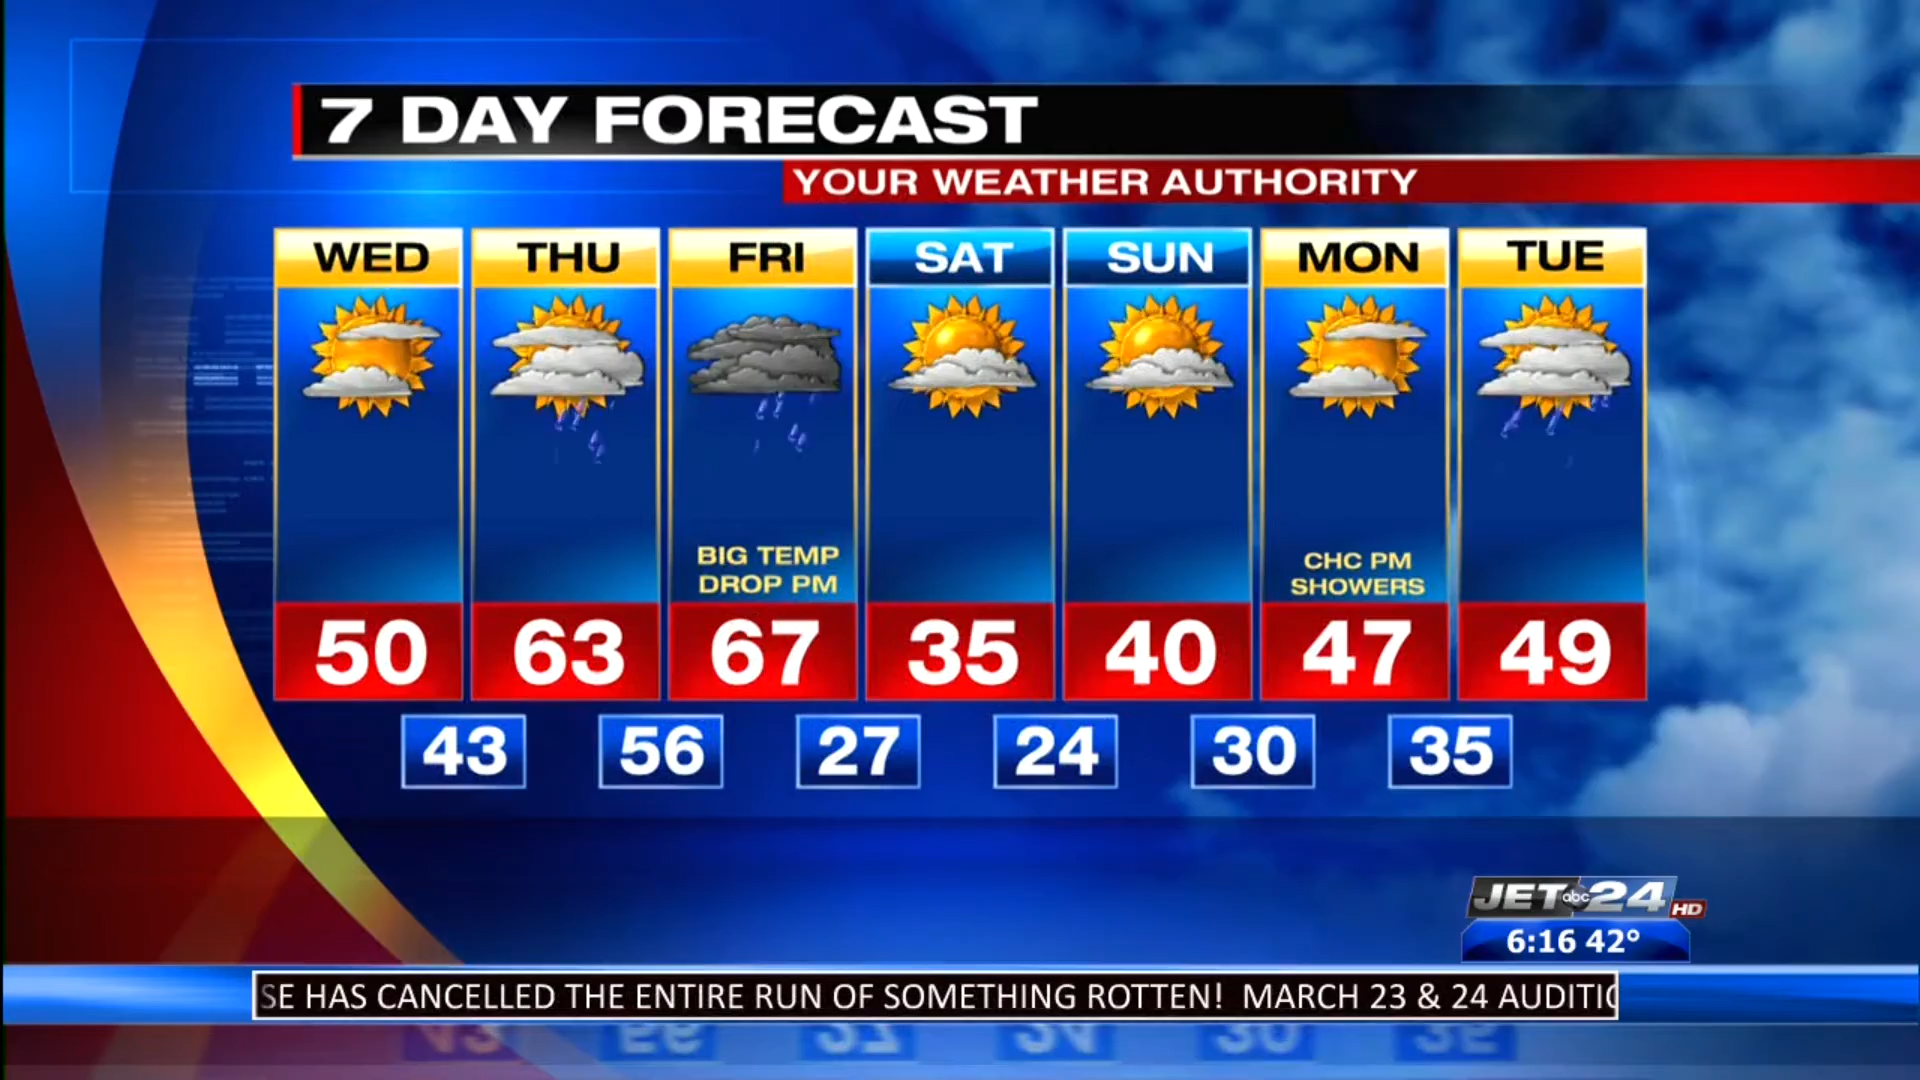 7 DAY FORECAST
YOUR WEATHER AUTHORITY
WED THU FRI SAT SUN MON TUE
BIG TEMP
DROP PM
CHC PM
SHOWERS
50 63 67 35 40 47 49
43 56 27 24 30 35
JET abc 24 HD
6:16 42°
SE HAS CANCELLED THE ENTIRE RUN OF SOMETHING ROTTEN! MARCH 23 & 24 AUDITIO